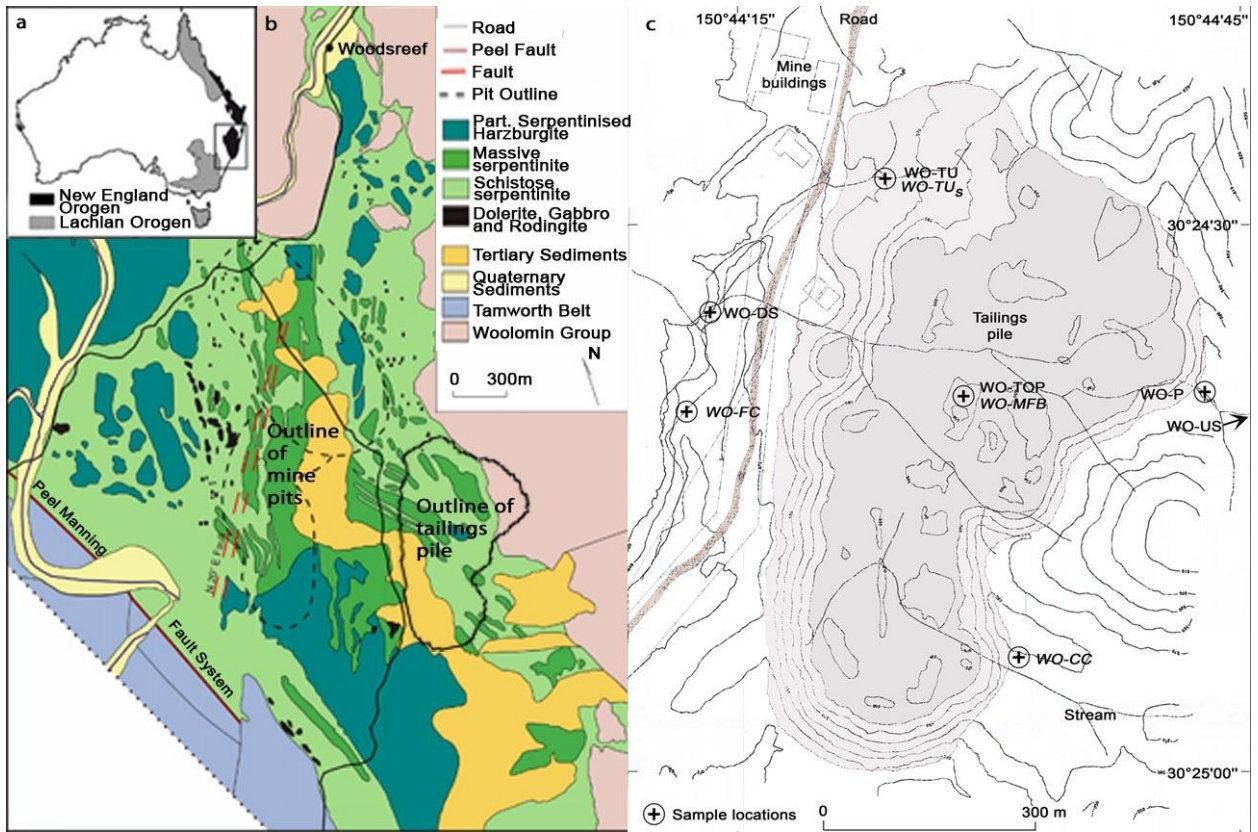 a
New England
Orogen
Lachlan Orogen
b
Woodsreef
Outline
of
mine
pits
Outline of
tailings
pile
Peel Manning
Fault System
Road
Peel Fault
Fault
Pit Outline
Part. Serpentinised
Harzburgite
Massive
serpentinite
Schistose
serpentinite
Dolerite, Gabbro
and Rodingite
Tertiary Sediments
Quaternary
Sediments
Tamworth Belt
Woolomin Group
N
0 300m
c
150°44'15"
Road
150°44'45"
Mine
buildings
WO-TU
WO-TUs
30°24'30
WO-DS
Tailings
pile
WO-TOP
WO-MFB
WO-P
WO-FC
WO-US
WO-CC
Stream
30°25'00
Sample locations
0 300 m